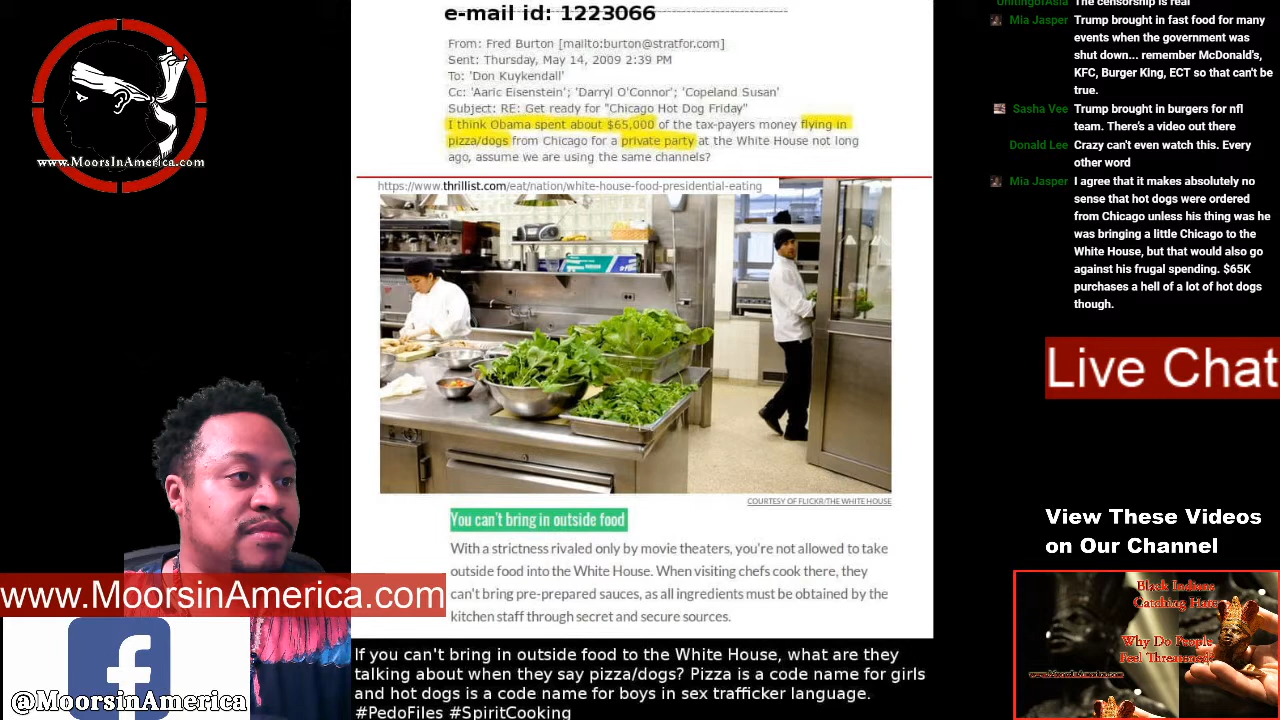 www.MoorsInAmerica.com
e-mail id: 1223066
From: Fred Burton [mailto:burton@stratfor.com]
Sent: Thursday, May 14, 2009 2:39 PM
To: 'Don Kuykendall'
Cc: 'Aaric Eisenstein'; 'Darryl O'Connor'; 'Copeland Susan'
Subject: RE: Get ready for "Chicago Hot Dog Friday"
I think Obama spent about $65,000 of the tax-payers money flying in
pizza/dogs from Chicago for a private party at the White House not long
ago, assume we are using the same channels?
https://www.thrillist.com/eat/nation/white-house-food-presidential-eating
COURTESY OF FLICKR/THE WHITE HOUSE
You can't bring in outside food
With a strictness rivaled only by movie theaters, you're not allowed to take
outside food into the White House. When visiting chefs cook there, they
can't bring pre-prepared sauces, as all ingredients must be obtained by the
kitchen staff through secret and secure sources.
If you can't bring in outside food to the White House, what are they
talking about when they say pizza/dogs? Pizza is a code name for girls
and hot dogs is a code name for boys in sex trafficker language.
#PedoFiles #SpiritCooking
www.MoorsinAmerica.com
@MoorsinAmerica
UnitingofAsia The censorship is real
Mia Jasper Trump brought in fast food for many
events when the government was
shut down... remember McDonald's,
KFC, Burger King, ECT so that can't be
true.
Sasha Vee Trump brought in burgers for nfl
team. There's a video out there
Donald Lee Crazy can't even watch this. Every
other word
Mia Jasper I agree that it makes absolutely no
sense that hot dogs were ordered
from Chicago unless his thing was he
was bringing a little Chicago to the
White House, but that would also go
against his frugal spending. $65K
purchases a hell of a lot of hot dogs
though.
Live Chat
View These Videos
on Our Channel
Black Indians
Catching Hate
Why Do People
Feel Threatened?
www.MoorsinAmerica.com